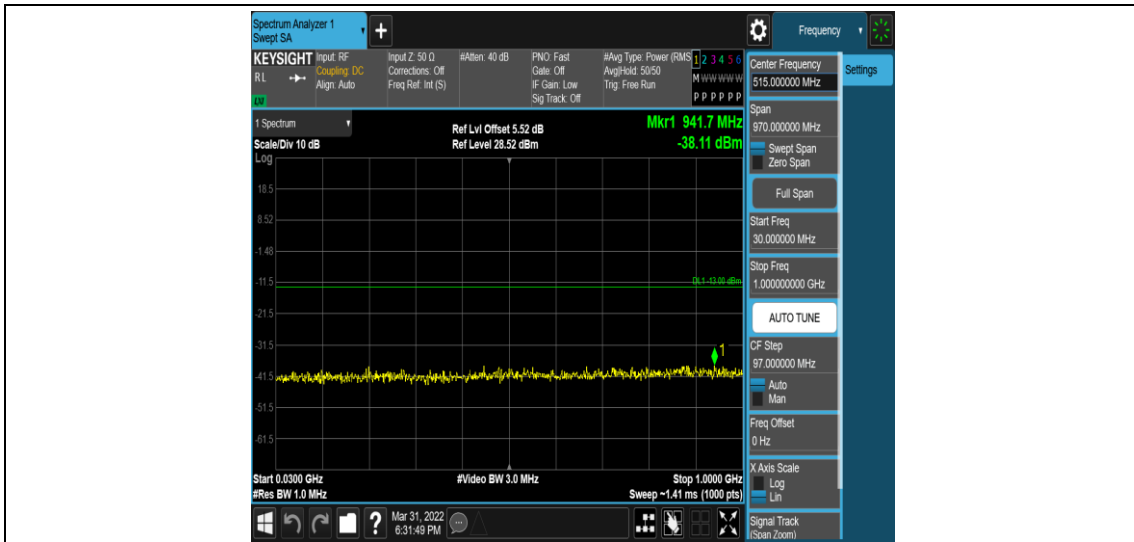 Spectrum Analyzer 1
Swept SA
Frequency
KEYSIGHT
RL
Input: RF
Coupling: DC
Align: Auto
Input Z: 50 Ω
Corrections: Off
Freq Ref: Int (S)
#Atten: 40 dB
PNO: Fast
Gate: Off
IF Gain: Low
Sig Track: Off
#Avg Type: Power (RMS
Avg|Hold: 50/50
Trig: Free Run
1 2 3 4 5 6
M W W W W W
P P P P P P
1 Spectrum
Scale/Div 10 dB
Ref Lvl Offset 5.52 dB
Ref Level 28.52 dBm
Mkr1 941.7 MHz
-38.11 dBm
Log
18.5
8.52
-1.48
-11.5
DL1 -13.00 dBm
-21.5
-31.5
1
-41.5
-51.5
-61.5
Start 0.0300 GHz
#Res BW 1.0 MHz
#Video BW 3.0 MHz
Stop 1.0000 GHz
Sweep ~1.41 ms (1000 pts)
Mar 31, 2022
6:31:49 PM
Center Frequency
515.000000 MHz
Settings
Span
970.000000 MHz
Swept Span
Zero Span
Full Span
Start Freq
30.000000 MHz
Stop Freq
1.000000000 GHz
AUTO TUNE
CF Step
97.000000 MHz
Auto
Man
Freq Offset
0 Hz
X Axis Scale
Log
Lin
Signal Track
(Span Zoom)